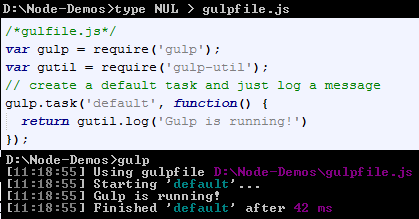 D:\Node-Demos>type NUL > gulpfile.js
/*gulfile.js*/
var gulp = require('gulp');
var gutil = require('gulp-util');
// create a default task and just log a message
gulp.task('default', function() {
  return gutil.log('Gulp is running!')
});
D:\Node-Demos>gulp
[11:18:55] Using gulpfile D:\Node-Demos\gulpfile.js
[11:18:55] Starting 'default'...
[11:18:55] Gulp is running!
[11:18:55] Finished 'default' after 42 ms